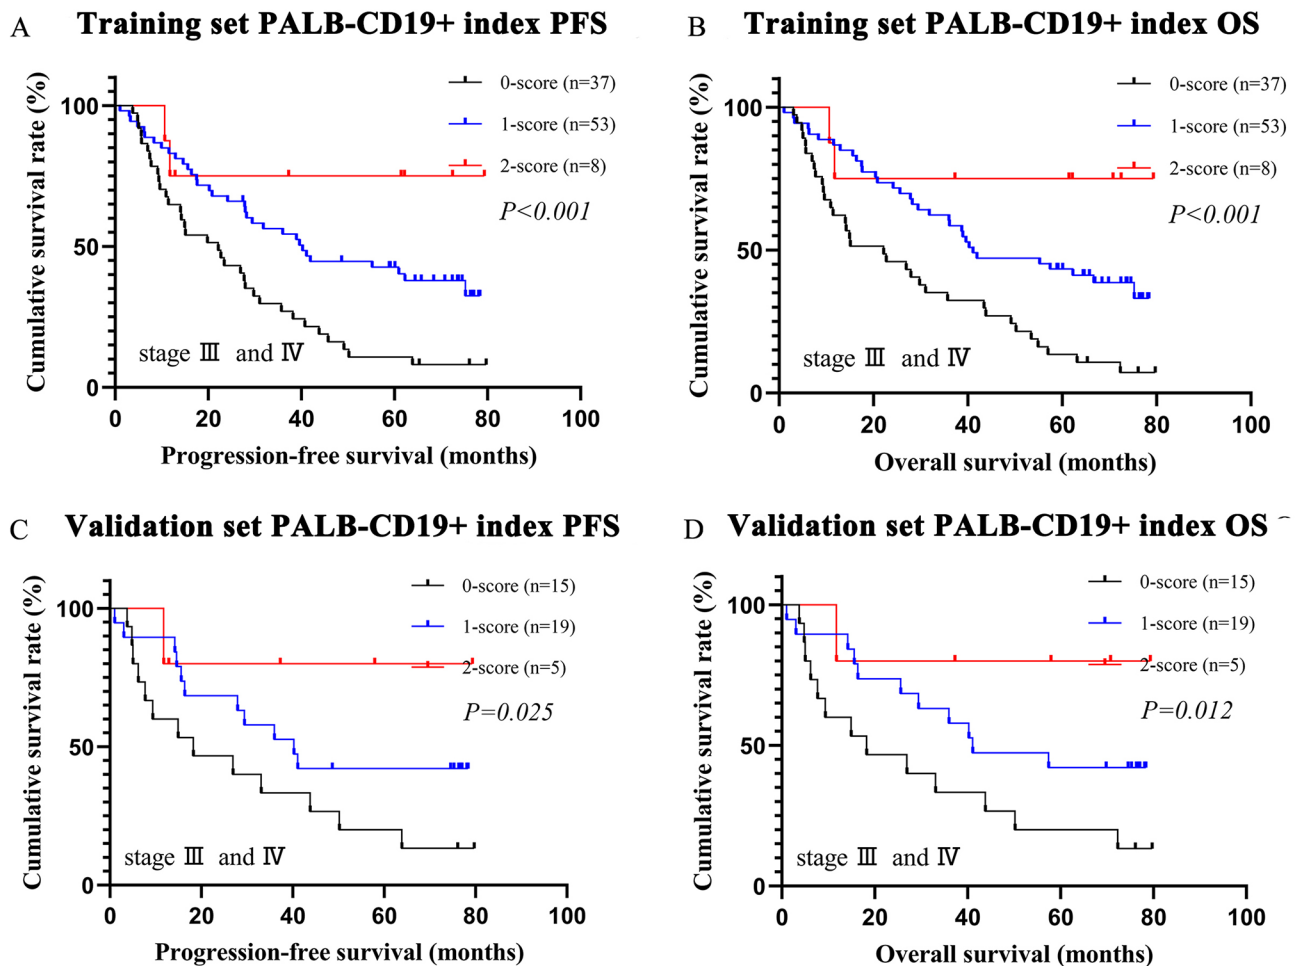 A
Training set PALB-CD19+ index PFS
Cumulative survival rate (%)
100
50
0
0-score (n=37)
1-score (n=53)
2-score (n=8)
P<0.001
stage Ⅲ and Ⅳ
0 20 40 60 80 100
Progression-free survival (months)
B
Training set PALB-CD19+ index OS
Cumulative survival rate (%)
100
50
0
0-score (n=37)
1-score (n=53)
2-score (n=8)
P<0.001
stage Ⅲ and Ⅳ
0 20 40 60 80 100
Overall survival (months)
C
Validation set PALB-CD19+ index PFS
Cumulative survival rate (%)
100
50
0
0-score (n=15)
1-score (n=19)
2-score (n=5)
P=0.025
stage Ⅲ and Ⅳ
0 20 40 60 80 100
Progression-free survival (months)
D
Validation set PALB-CD19+ index OS
Cumulative survival rate (%)
100
50
0
0-score (n=15)
1-score (n=19)
2-score (n=5)
P=0.012
stage Ⅲ and Ⅳ
0 20 40 60 80 100
Overall survival (months)